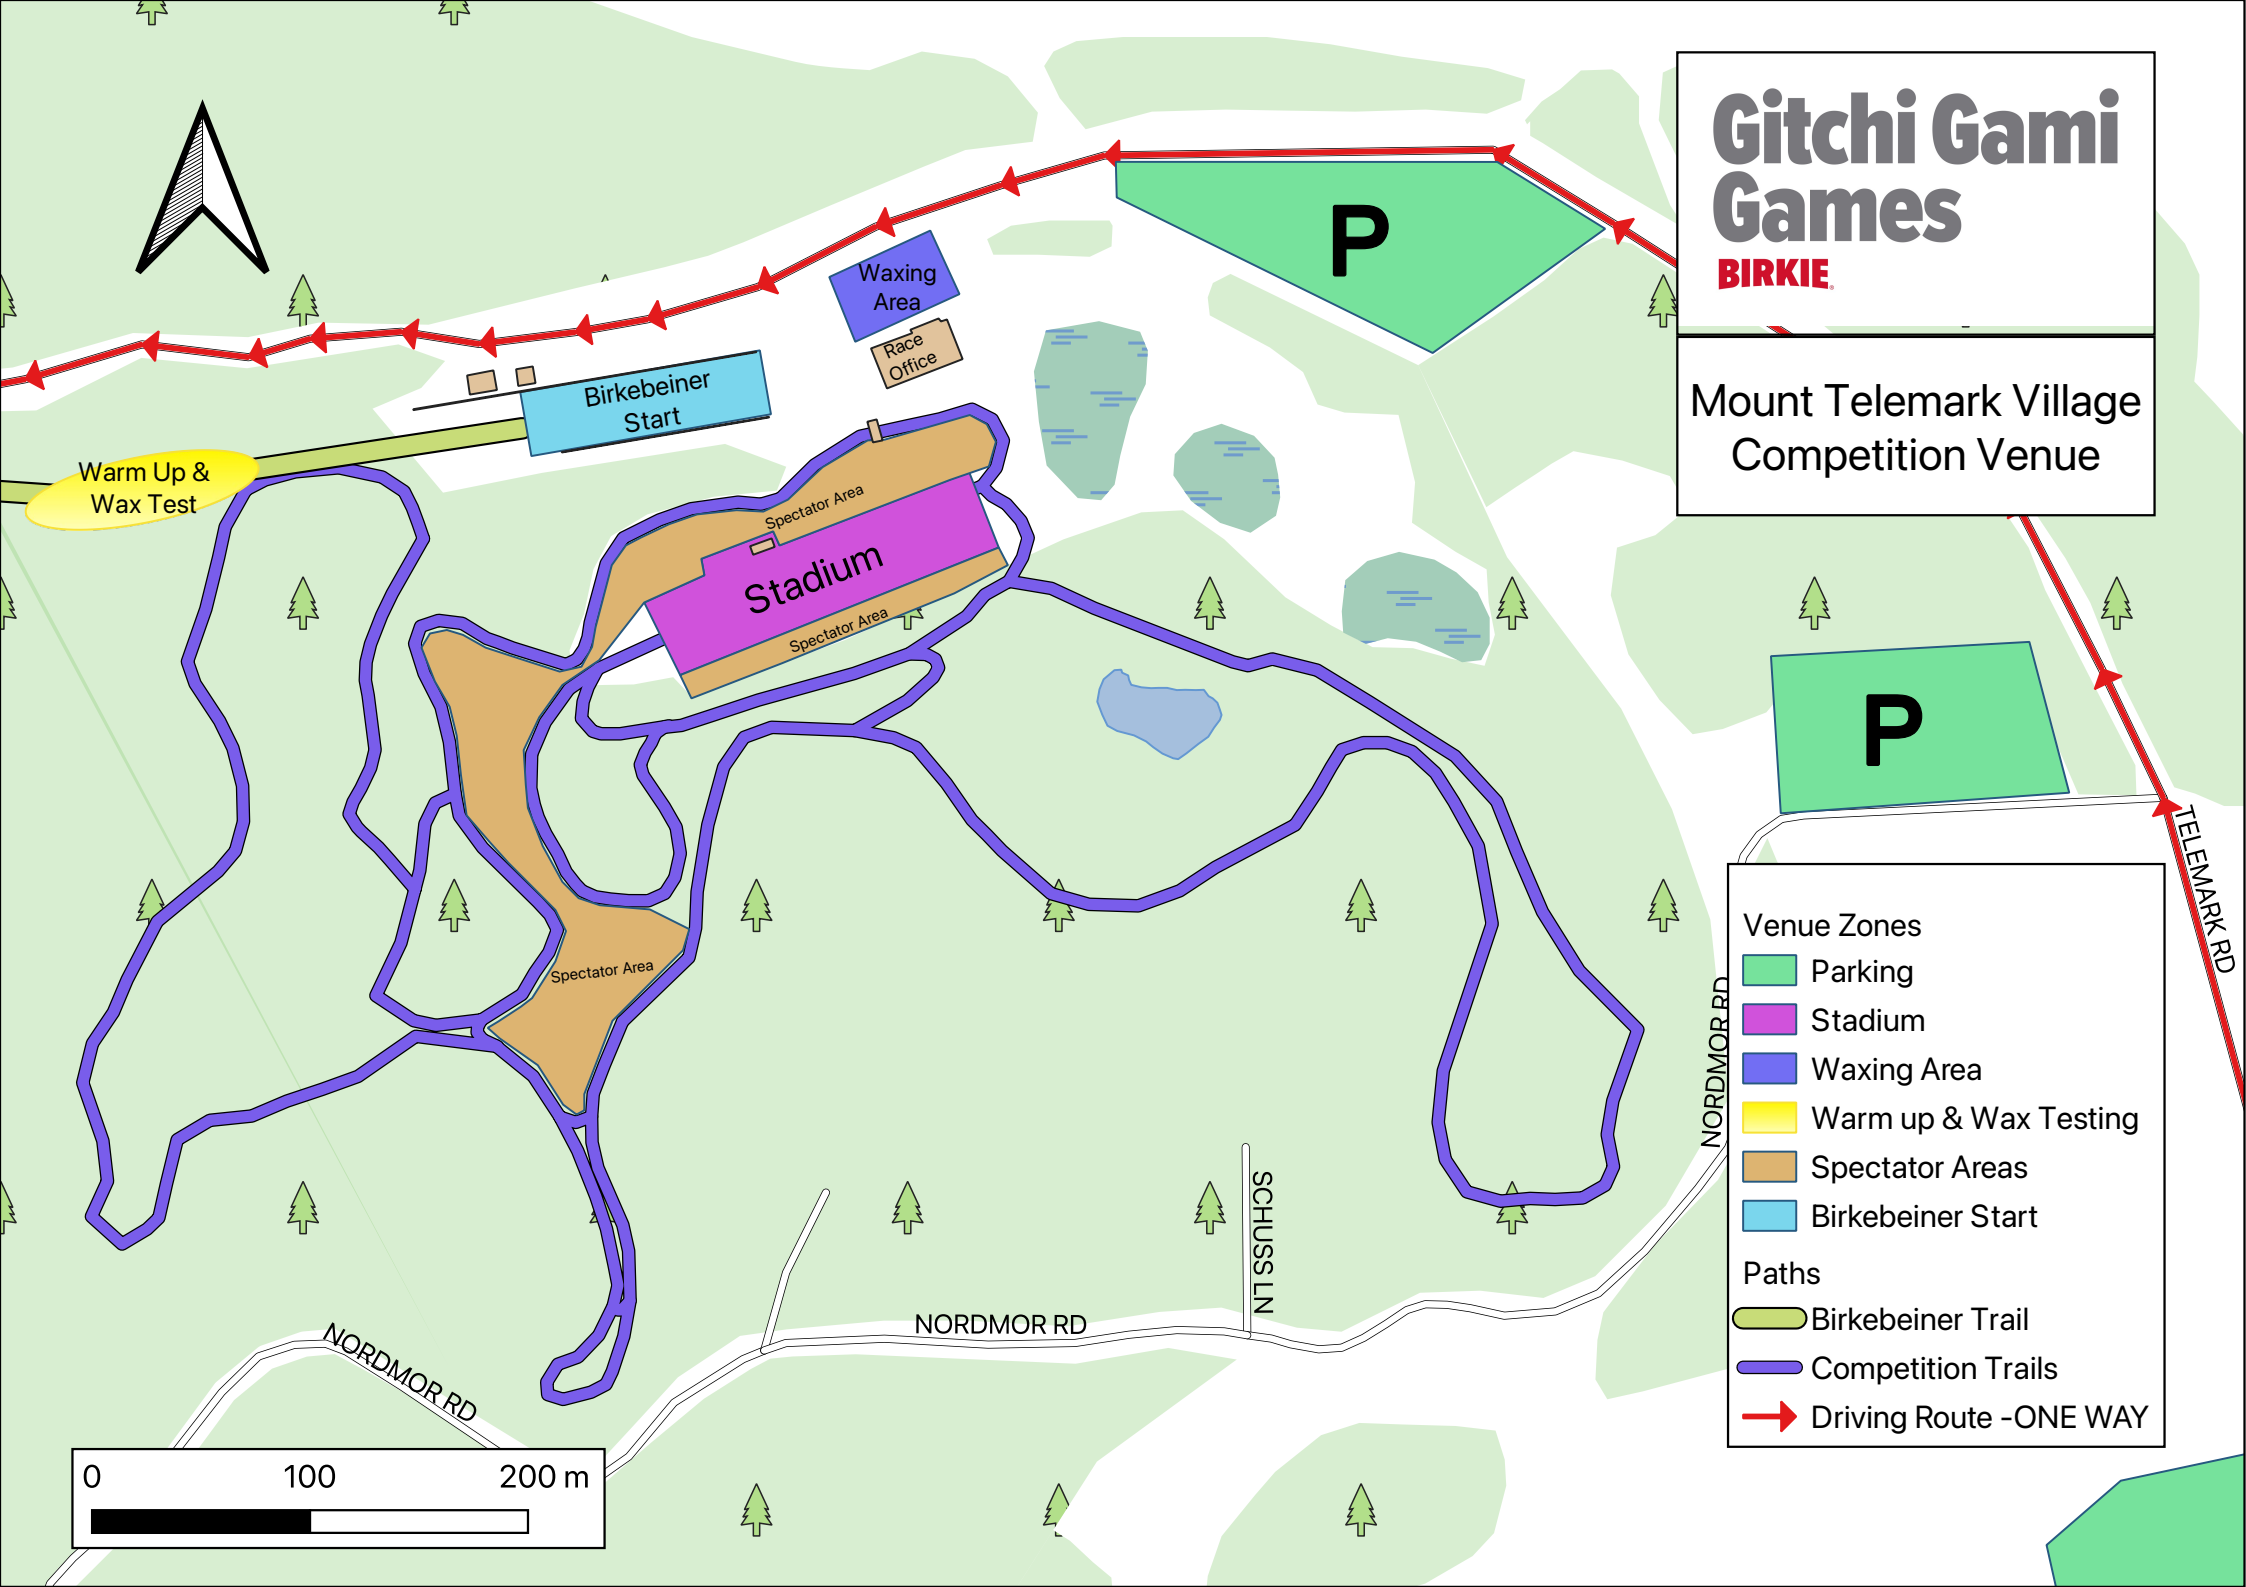 Gitchi Gami
Games
BIRKIE
Mount Telemark Village
Competition Venue
P
Waxing
Area
Race
Office
Birkebeiner
Start
Warm Up &
Wax Test
Spectator Area
Stadium
Spectator Area
P
TELEMARK RD
Spectator Area
NORDMOR RD
SCHUSS LN
NORDMOR RD
NORDMOR RD
Venue Zones
Parking
Stadium
Waxing Area
Warm up & Wax Testing
Spectator Areas
Birkebeiner Start
Paths
Birkebeiner Trail
Competition Trails
Driving Route -ONE WAY
0 100 200 m